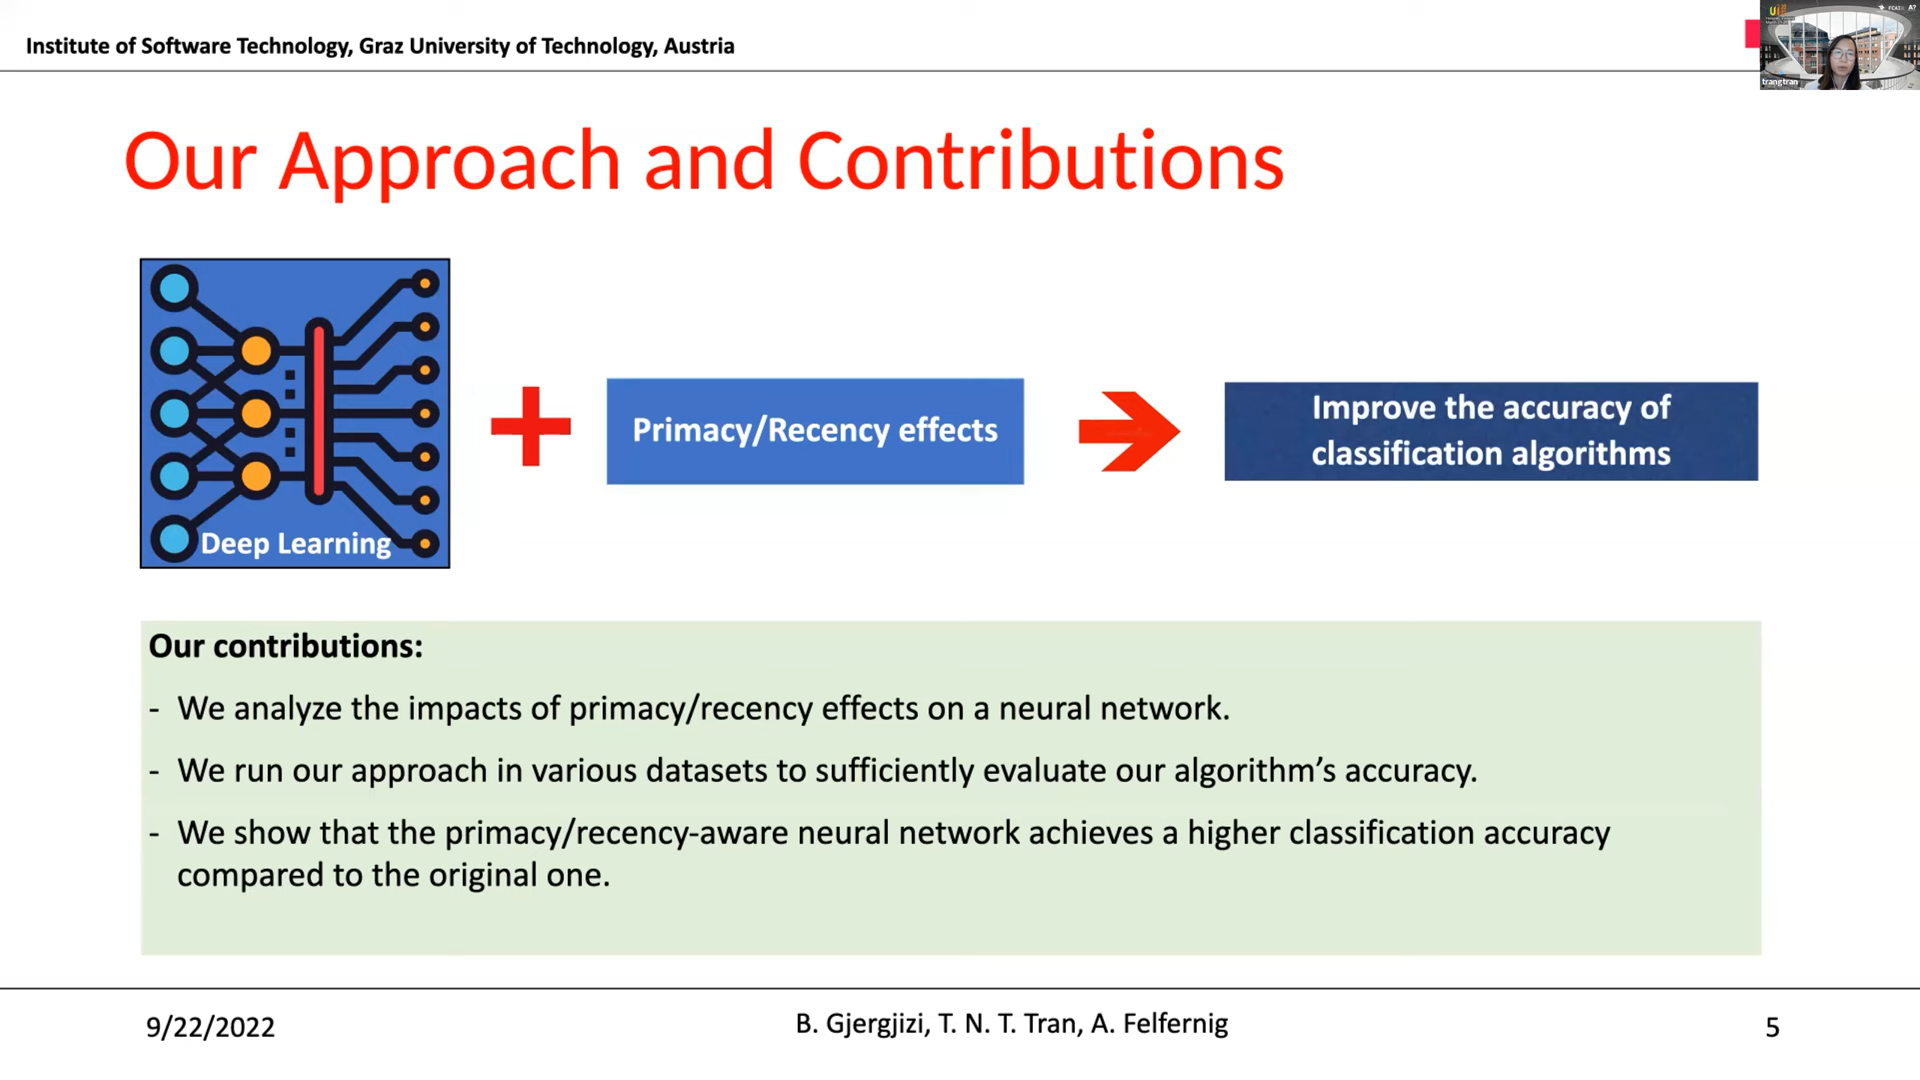 Institute of Software Technology, Graz University of Technology, Austria
trangtran
Our Approach and Contributions
Deep Learning
Primacy/Recency effects
Improve the accuracy of
classification algorithms
Our contributions:
- We analyze the impacts of primacy/recency effects on a neural network.
- We run our approach in various datasets to sufficiently evaluate our algorithm’s accuracy.
- We show that the primacy/recency-aware neural network achieves a higher classification accuracy
compared to the original one.
9/22/2022
B. Gjergjizi, T. N. T. Tran, A. Felfernig
5